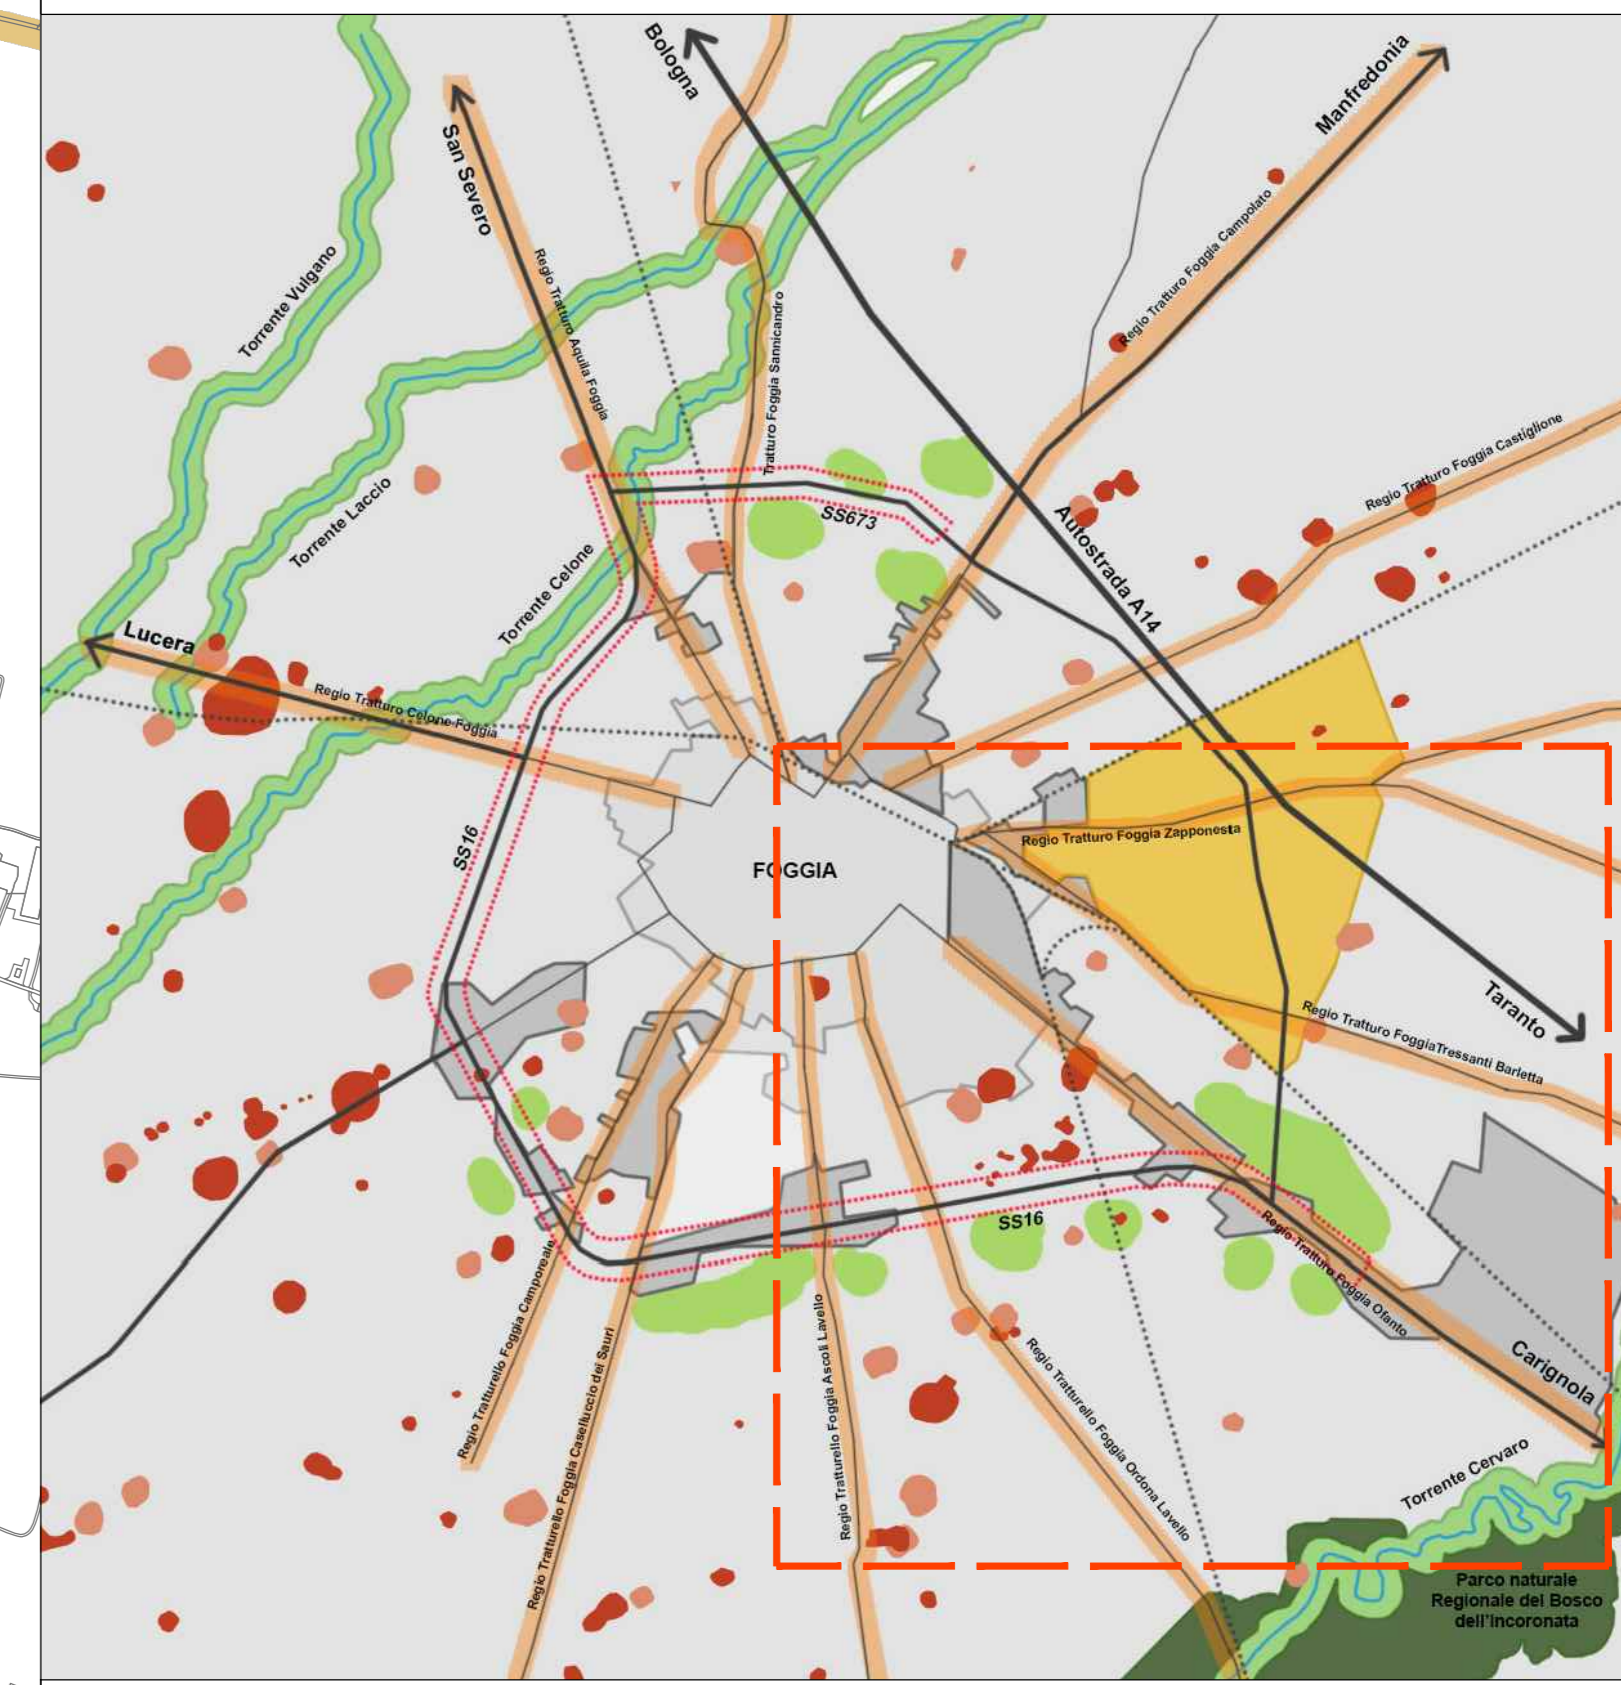 Bologna
Manfredonia
San Severo
Regio Tratturo Foggia Campolato
Torrente Vulgano
Regio Tratturo Aquila Foggia
Tratturo Foggia Sannicandro
Regio Tratturo Foggia Castiglione
Torrente Laccio
SS673
Autostrada A14
Torrente Celone
Lucera
Regio Tratturo Celone-Foggia
Regio Tratturo Foggia Zapponesta
SS16
FOGGIA
Taranto
Regio Tratturo FoggiaTressanti Barletta
SS16
Regio Tratturo Foggia Ofanto
Regio Tratturello Foggia Camporeale
Regio Tratturello Foggia Castelluccio dei Sauri
Regio Tratturello Foggia Ascoli Lavello
Regio Tratturello Foggia Ordona Lavello
Carignola
Torrente Cervaro
Parco naturale
Regionale del Bosco
dell'Incoronata